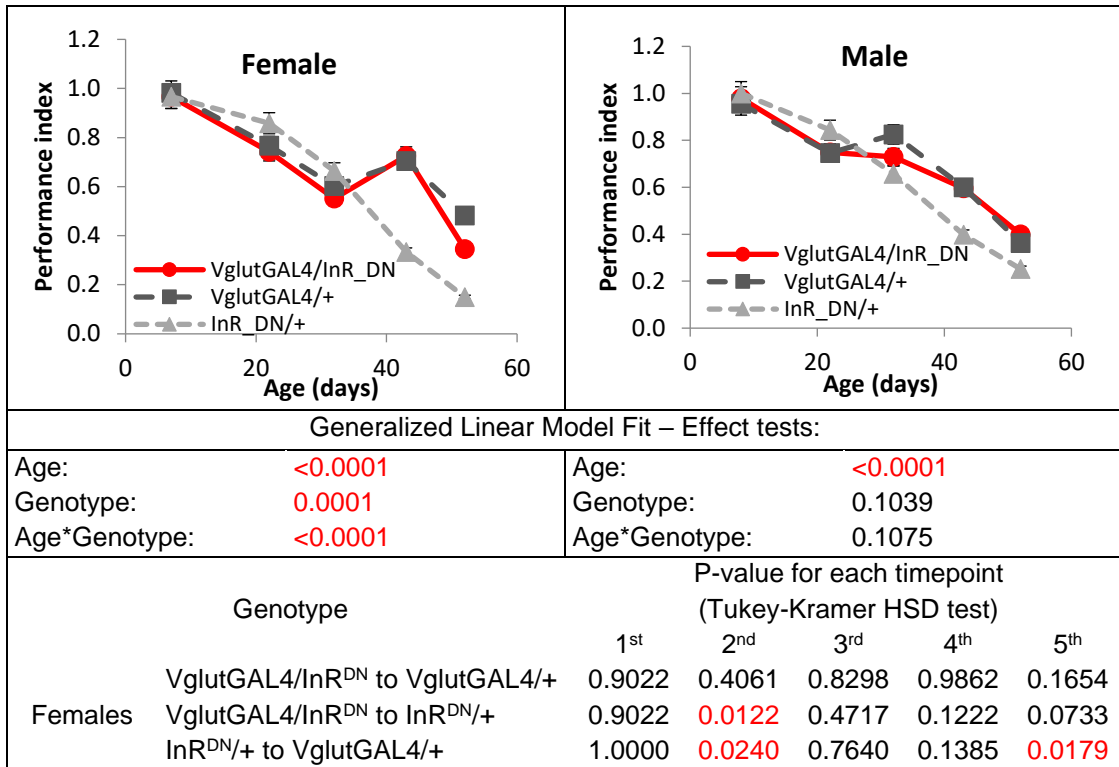 Female
Performance index
1.2
1.0
0.8
0.6
0.4
0.2
0.0
VglutGAL4/InR_DN
VglutGAL4/+
InR_DN/+
0 20 40 60
Age (days)
Male
Performance index
1.2
1.0
0.8
0.6
0.4
0.2
0.0
VglutGAL4/InR_DN
VglutGAL4/+
InR_DN/+
0 20 40 60
Age (days)
Generalized Linear Model Fit – Effect tests:
Age: <0.0001 Age: <0.0001
Genotype: 0.0001 Genotype: 0.1039
Age*Genotype: <0.0001 Age*Genotype: 0.1075
Genotype
P-value for each timepoint
(Tukey-Kramer HSD test)
1st 2nd 3rd 4th 5th
VglutGAL4/InRDN to VglutGAL4/+ 0.9022 0.4061 0.8298 0.9862 0.1654
Females VglutGAL4/InRDN to InRDN/+ 0.9022 0.0122 0.4717 0.1222 0.0733
InRDN/+ to VglutGAL4/+ 1.0000 0.0240 0.7640 0.1385 0.0179